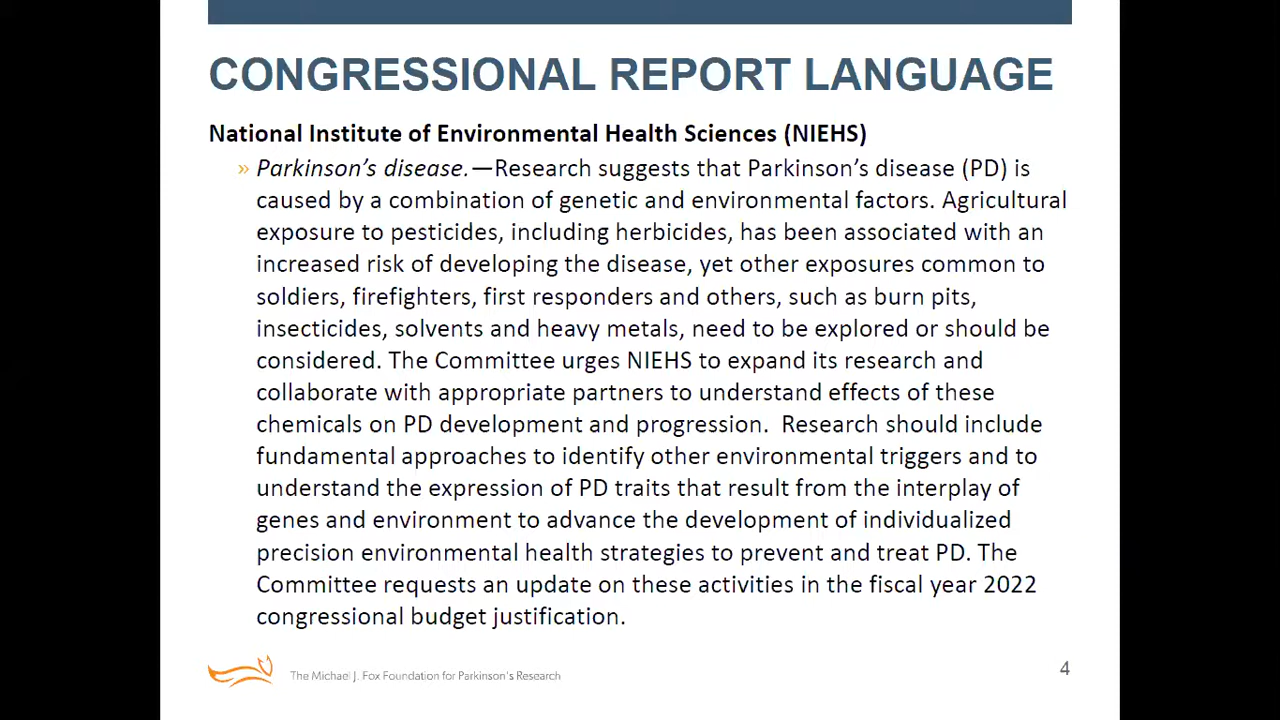 CONGRESSIONAL REPORT LANGUAGE
National Institute of Environmental Health Sciences (NIEHS)
» Parkinson’s disease.—Research suggests that Parkinson’s disease (PD) is
caused by a combination of genetic and environmental factors. Agricultural
exposure to pesticides, including herbicides, has been associated with an
increased risk of developing the disease, yet other exposures common to
soldiers, firefighters, first responders and others, such as burn pits,
insecticides, solvents and heavy metals, need to be explored or should be
considered. The Committee urges NIEHS to expand its research and
collaborate with appropriate partners to understand effects of these
chemicals on PD development and progression.  Research should include
fundamental approaches to identify other environmental triggers and to
understand the expression of PD traits that result from the interplay of
genes and environment to advance the development of individualized
precision environmental health strategies to prevent and treat PD. The
Committee requests an update on these activities in the fiscal year 2022
congressional budget justification.
The Michael J. Fox Foundation for Parkinson's Research
4